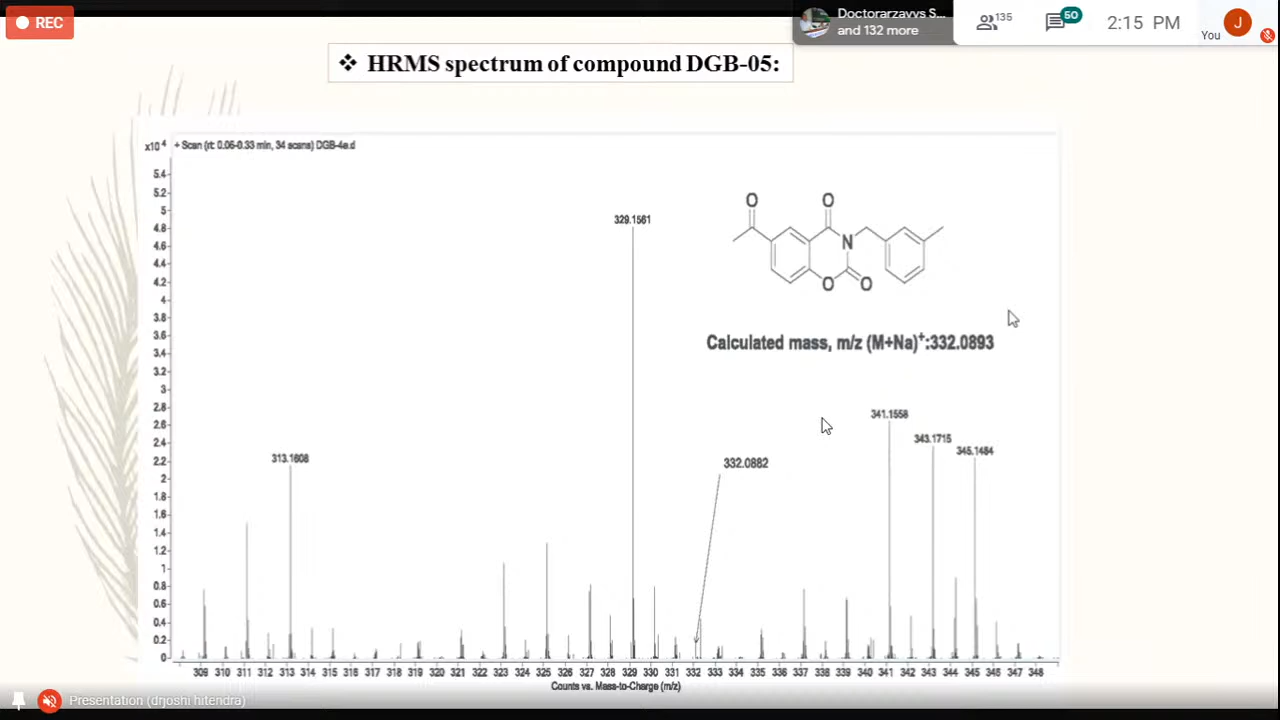 REC
Doctorarzavvs S...
and 132 more
135
50
2:15 PM
You
J
❖ HRMS spectrum of compound DGB-05:
x10 4
+ Scan (rt: 0.06-0.33 min, 34 scans) DGB-4e.d
5.4
5.2
5
4.8
4.6
4.4
4.2
4
3.8
3.6
3.4
3.2
3
2.8
2.6
2.4
2.2
2
1.8
1.6
1.4
1.2
1
0.8
0.6
0.4
0.2
0
329.1561
O O
N
O O
Calculated mass, m/z (M+Na)+:332.0893
341.1558
343.1715
345.1484
313.1608
332.0882
309 310 311 312 313 314 315 316 317 318 319 320 321 322 323 324 325 326 327 328 329 330 331 332 333 334 335 336 337 338 339 340 341 342 343 344 345 346 347 348
Counts vs. Mass-to-Charge (m/z)
Presentation (drjoshi hitendra)